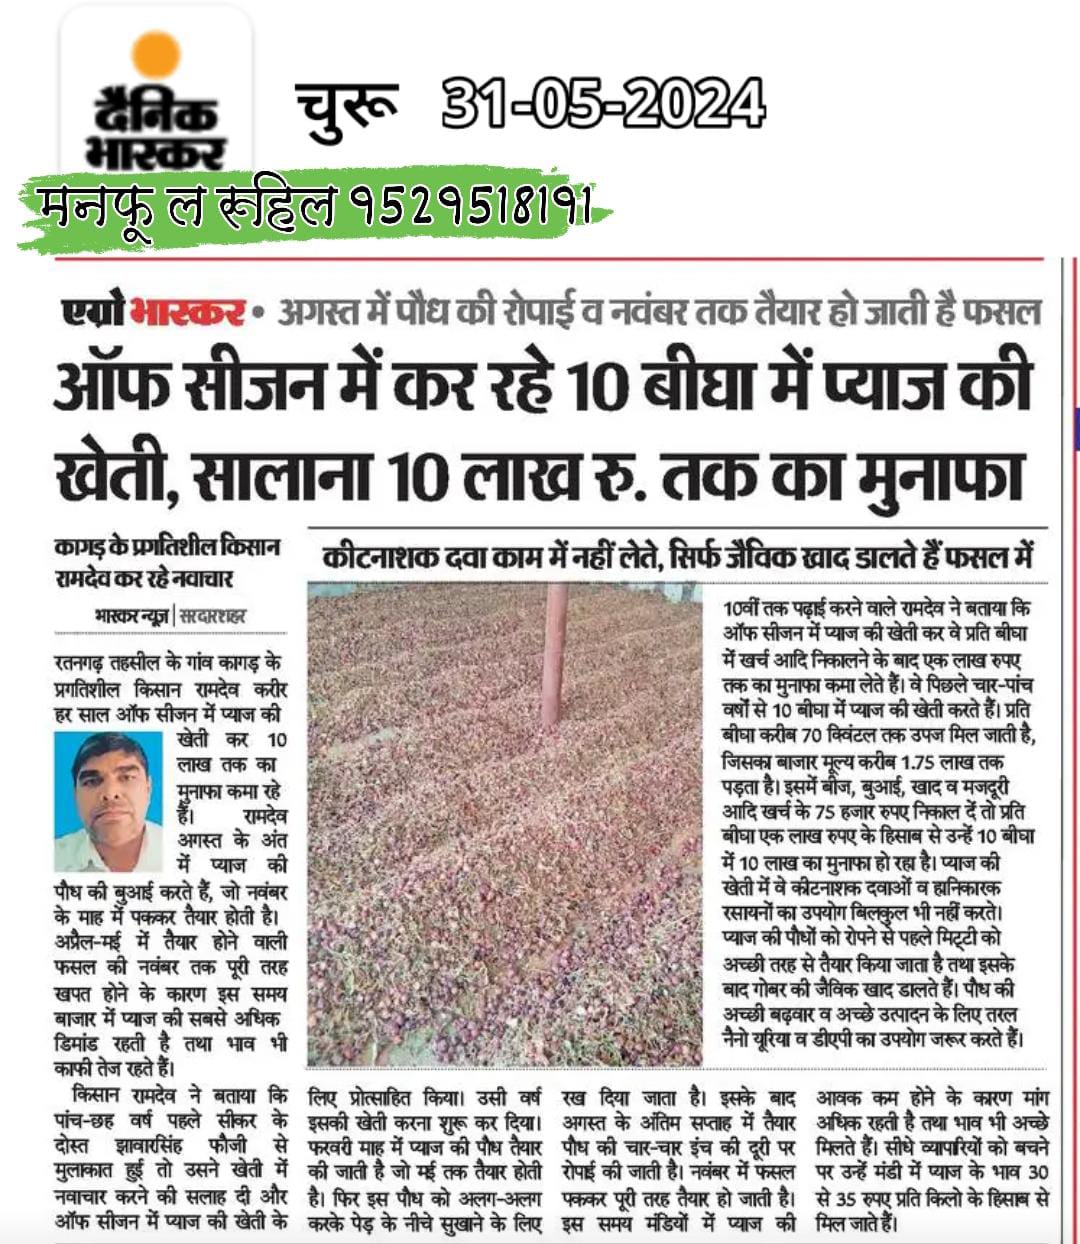 दैनिक
भास्कर
चुरू 31-05-2024
मनफूल रूहिल 9529518191
एग्रो भास्कर • अगस्त में पौध की रोपाई व नवंबर तक तैयार हो जाती है फसल
ऑफ सीजन में कर रहे 10 बीघा में प्याज की
खेती, सालाना 10 लाख रु. तक का मुनाफा
कागड़ के प्रगतिशील किसान
रामदेव कर रहे नवाचार
भास्कर न्यूज | सरदारशहर
रतनगढ़ तहसील के गांव कागड़ के
प्रगतिशील किसान रामदेव करीर
हर साल ऑफ सीजन में प्याज की
खेती कर 10
लाख तक का
मुनाफा कमा रहे
हैं। रामदेव
अगस्त के अंत
में प्याज की
पौध की बुआई करते हैं, जो नवंबर
के माह में पककर तैयार होती है।
अप्रैल-मई में तैयार होने वाली
फसल की नवंबर तक पूरी तरह
खपत होने के कारण इस समय
बाजार में प्याज की सबसे अधिक
डिमांड रहती है तथा भाव भी
काफी तेज रहते हैं।
किसान रामदेव ने बताया कि
पांच-छह वर्ष पहले सीकर के
दोस्त झावारसिंह फौजी से
मुलाकात हुई तो उसने खेती में
नवाचार करने की सलाह दी और
ऑफ सीजन में प्याज की खेती के
कीटनाशक दवा काम में नहीं लेते, सिर्फ जैविक खाद डालते हैं फसल में
10वीं तक पढ़ाई करने वाले रामदेव ने बताया कि
ऑफ सीजन में प्याज की खेती कर वे प्रति बीघा
में खर्च आदि निकालने के बाद एक लाख रुपए
तक का मुनाफा कमा लेते हैं। वे पिछले चार-पांच
वर्षों से 10 बीघा में प्याज की खेती करते हैं। प्रति
बीघा करीब 70 क्विंटल तक उपज मिल जाती है,
जिसका बाजार मूल्य करीब 1.75 लाख तक
पड़ता है। इसमें बीज, बुआई, खाद व मजदूरी
आदि खर्च के 75 हजार रुपए निकाल दें तो प्रति
बीघा एक लाख रुपए के हिसाब से उन्हें 10 बीघा
में 10 लाख का मुनाफा हो रहा है। प्याज की
खेती में वे कीटनाशक दवाओं व हानिकारक
रसायनों का उपयोग बिलकुल भी नहीं करते।
प्याज की पौधों को रोपने से पहले मिट्टी को
अच्छी तरह से तैयार किया जाता है तथा इसके
बाद गोबर की जैविक खाद डालते हैं। पौध की
अच्छी बढ़वार व अच्छे उत्पादन के लिए तरल
नैनो यूरिया व डीएपी का उपयोग जरूर करते हैं।
लिए प्रोत्साहित किया। उसी वर्ष
इसकी खेती करना शुरू कर दिया।
फरवरी माह में प्याज की पौध तैयार
की जाती है जो मई तक तैयार होती
है। फिर इस पौध को अलग-अलग
करके पेड़ के नीचे सुखाने के लिए
रख दिया जाता है। इसके बाद
अगस्त के अंतिम सप्ताह में तैयार
पौध की चार-चार इंच की दूरी पर
रोपाई की जाती है। नवंबर में फसल
पककर पूरी तरह तैयार हो जाती है।
इस समय मंडियों में प्याज की
आवक कम होने के कारण मांग
अधिक रहती है तथा भाव भी अच्छे
मिलते हैं। सीधे व्यापारियों को बचने
पर उन्हें मंडी में प्याज के भाव 30
से 35 रुपए प्रति किलो के हिसाब से
मिल जाते हैं।